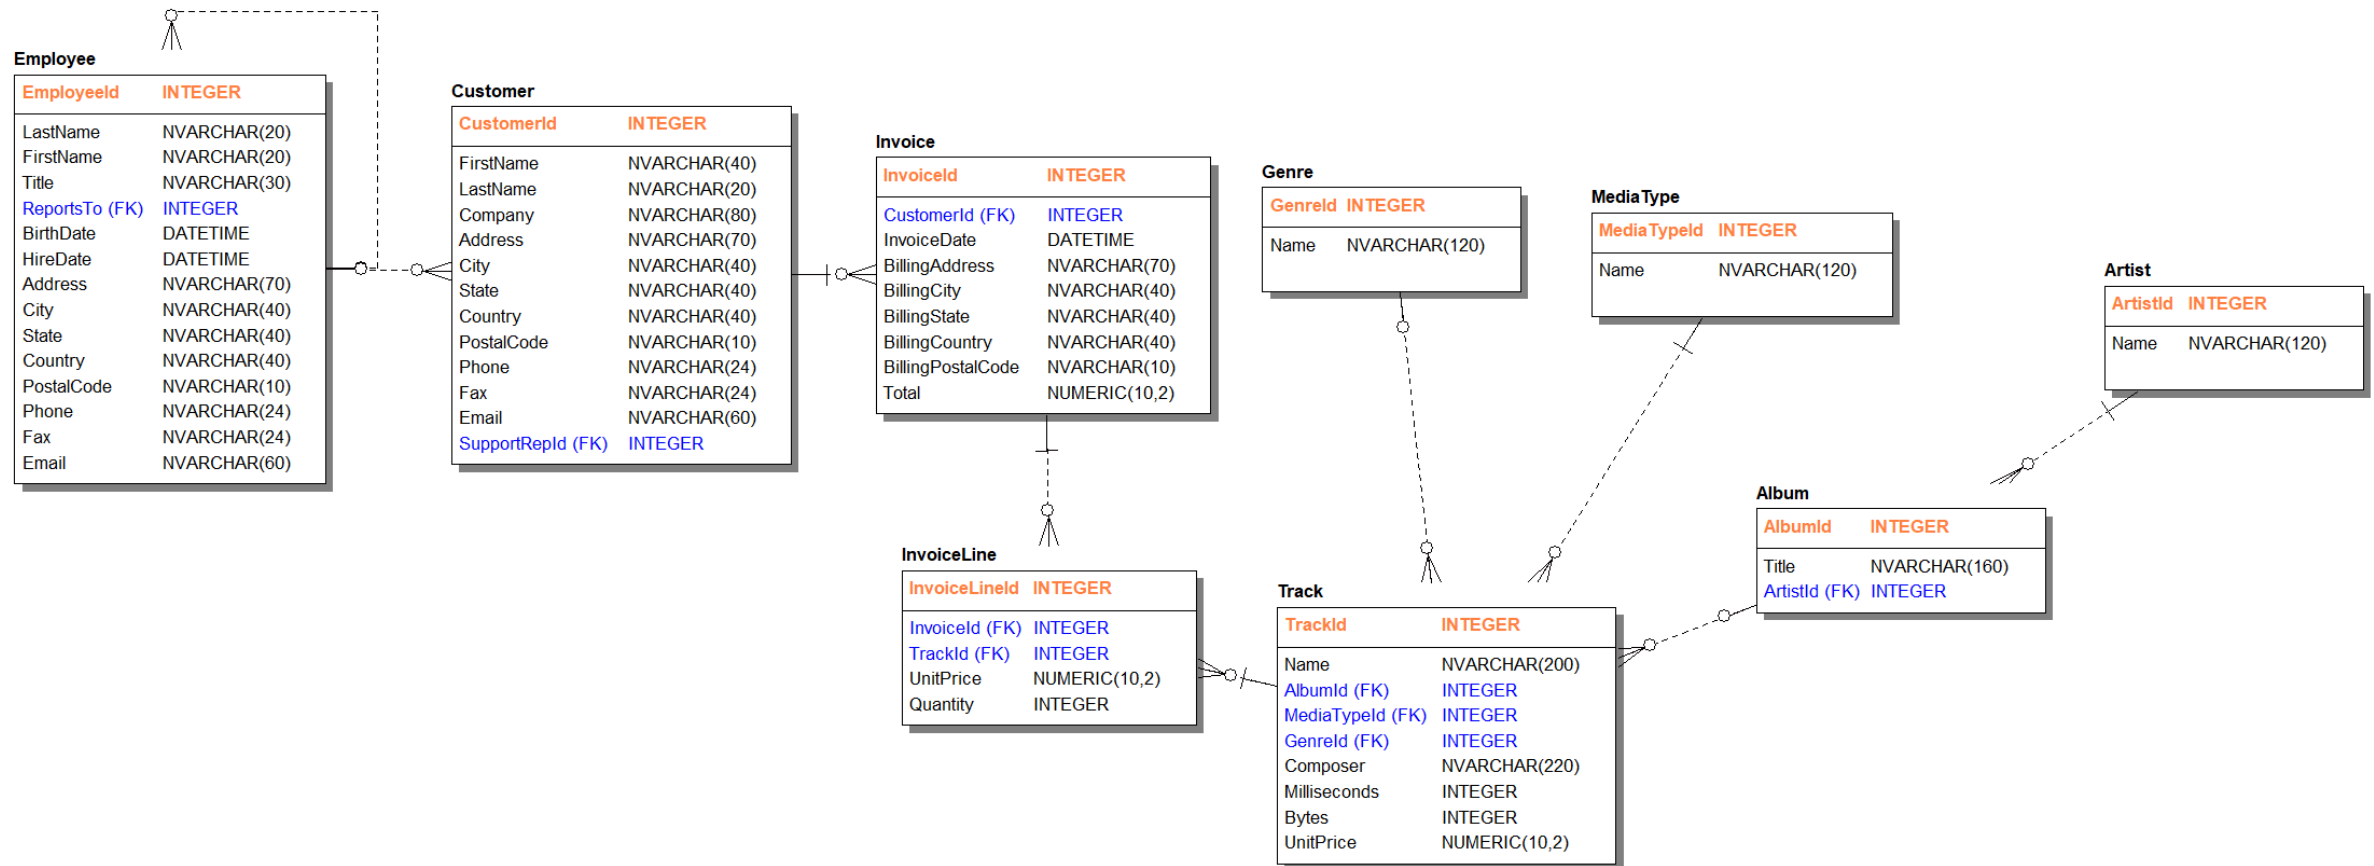 Employee
EmployeeId INTEGER
LastName NVARCHAR(20)
FirstName NVARCHAR(20)
Title NVARCHAR(30)
ReportsTo (FK) INTEGER
BirthDate DATETIME
HireDate DATETIME
Address NVARCHAR(70)
City NVARCHAR(40)
State NVARCHAR(40)
Country NVARCHAR(40)
PostalCode NVARCHAR(10)
Phone NVARCHAR(24)
Fax NVARCHAR(24)
Email NVARCHAR(60)
Customer
CustomerId INTEGER
FirstName NVARCHAR(40)
LastName NVARCHAR(20)
Company NVARCHAR(80)
Address NVARCHAR(70)
City NVARCHAR(40)
State NVARCHAR(40)
Country NVARCHAR(40)
PostalCode NVARCHAR(10)
Phone NVARCHAR(24)
Fax NVARCHAR(24)
Email NVARCHAR(60)
SupportRepId (FK) INTEGER
Invoice
InvoiceId INTEGER
CustomerId (FK) INTEGER
InvoiceDate DATETIME
BillingAddress NVARCHAR(70)
BillingCity NVARCHAR(40)
BillingState NVARCHAR(40)
BillingCountry NVARCHAR(40)
BillingPostalCode NVARCHAR(10)
Total NUMERIC(10,2)
Genre
GenreId INTEGER
Name NVARCHAR(120)
MediaType
MediaTypeId INTEGER
Name NVARCHAR(120)
Artist
ArtistId INTEGER
Name NVARCHAR(120)
InvoiceLine
InvoiceLineId INTEGER
InvoiceId (FK) INTEGER
TrackId (FK) INTEGER
UnitPrice NUMERIC(10,2)
Quantity INTEGER
Track
TrackId INTEGER
Name NVARCHAR(200)
AlbumId (FK) INTEGER
MediaTypeId (FK) INTEGER
GenreId (FK) INTEGER
Composer NVARCHAR(220)
Milliseconds INTEGER
Bytes INTEGER
UnitPrice NUMERIC(10,2)
Album
AlbumId INTEGER
Title NVARCHAR(160)
ArtistId (FK) INTEGER